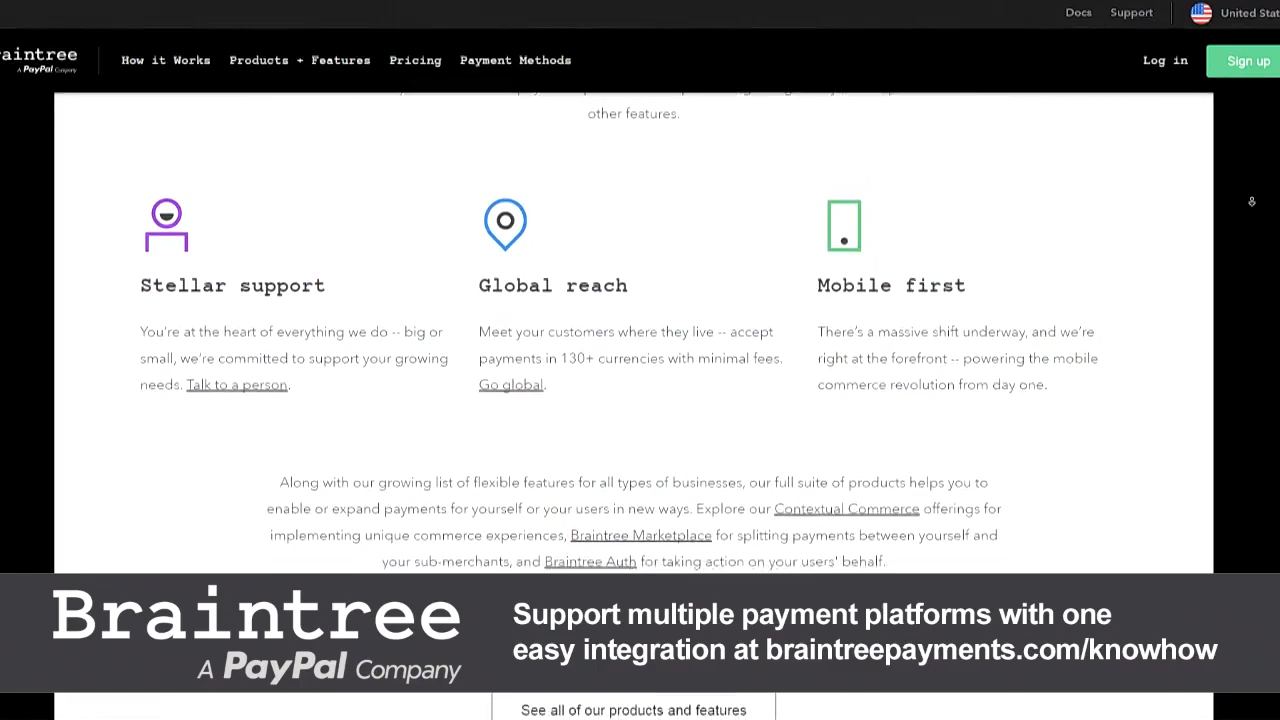 Docs Support United Stat
raintree
A PayPal Company
How it Works Products + Features Pricing Payment Methods Log in Sign up
other features.
Stellar support
You're at the heart of everything we do -- big or
small, we're committed to support your growing
needs. Talk to a person.
Global reach
Meet your customers where they live -- accept
payments in 130+ currencies with minimal fees.
Go global.
Mobile first
There's a massive shift underway, and we're
right at the forefront -- powering the mobile
commerce revolution from day one.
Along with our growing list of flexible features for all types of businesses, our full suite of products helps you to
enable or expand payments for yourself or your users in new ways. Explore our Contextual Commerce offerings for
implementing unique commerce experiences, Braintree Marketplace for splitting payments between yourself and
your sub-merchants, and Braintree Auth for taking action on your users' behalf.
Braintree
A PayPal Company
Support multiple payment platforms with one
easy integration at braintreepayments.com/knowhow
See all of our products and features